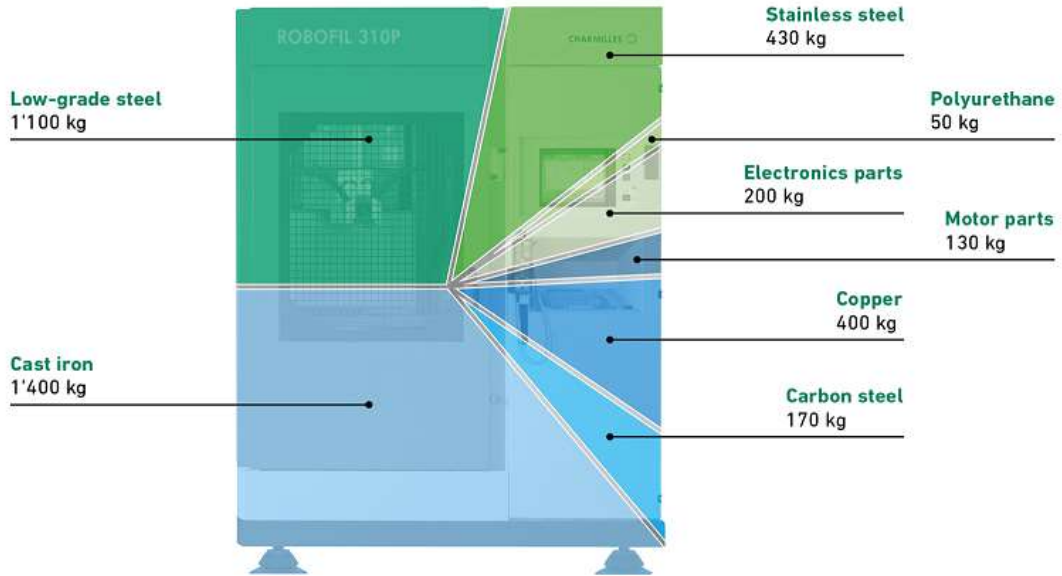 ROBOFIL 310P
CHARMILLES
Stainless steel
430 kg
Low-grade steel
1'100 kg
Polyurethane
50 kg
Electronics parts
200 kg
Motor parts
130 kg
Copper
400 kg
Cast iron
1'400 kg
Carbon steel
170 kg